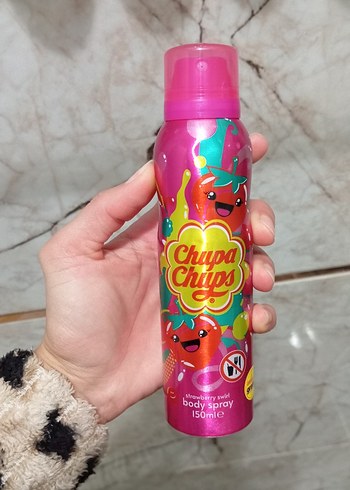 Chupa
Chups
strawberry swirl
body spray
150ml℮